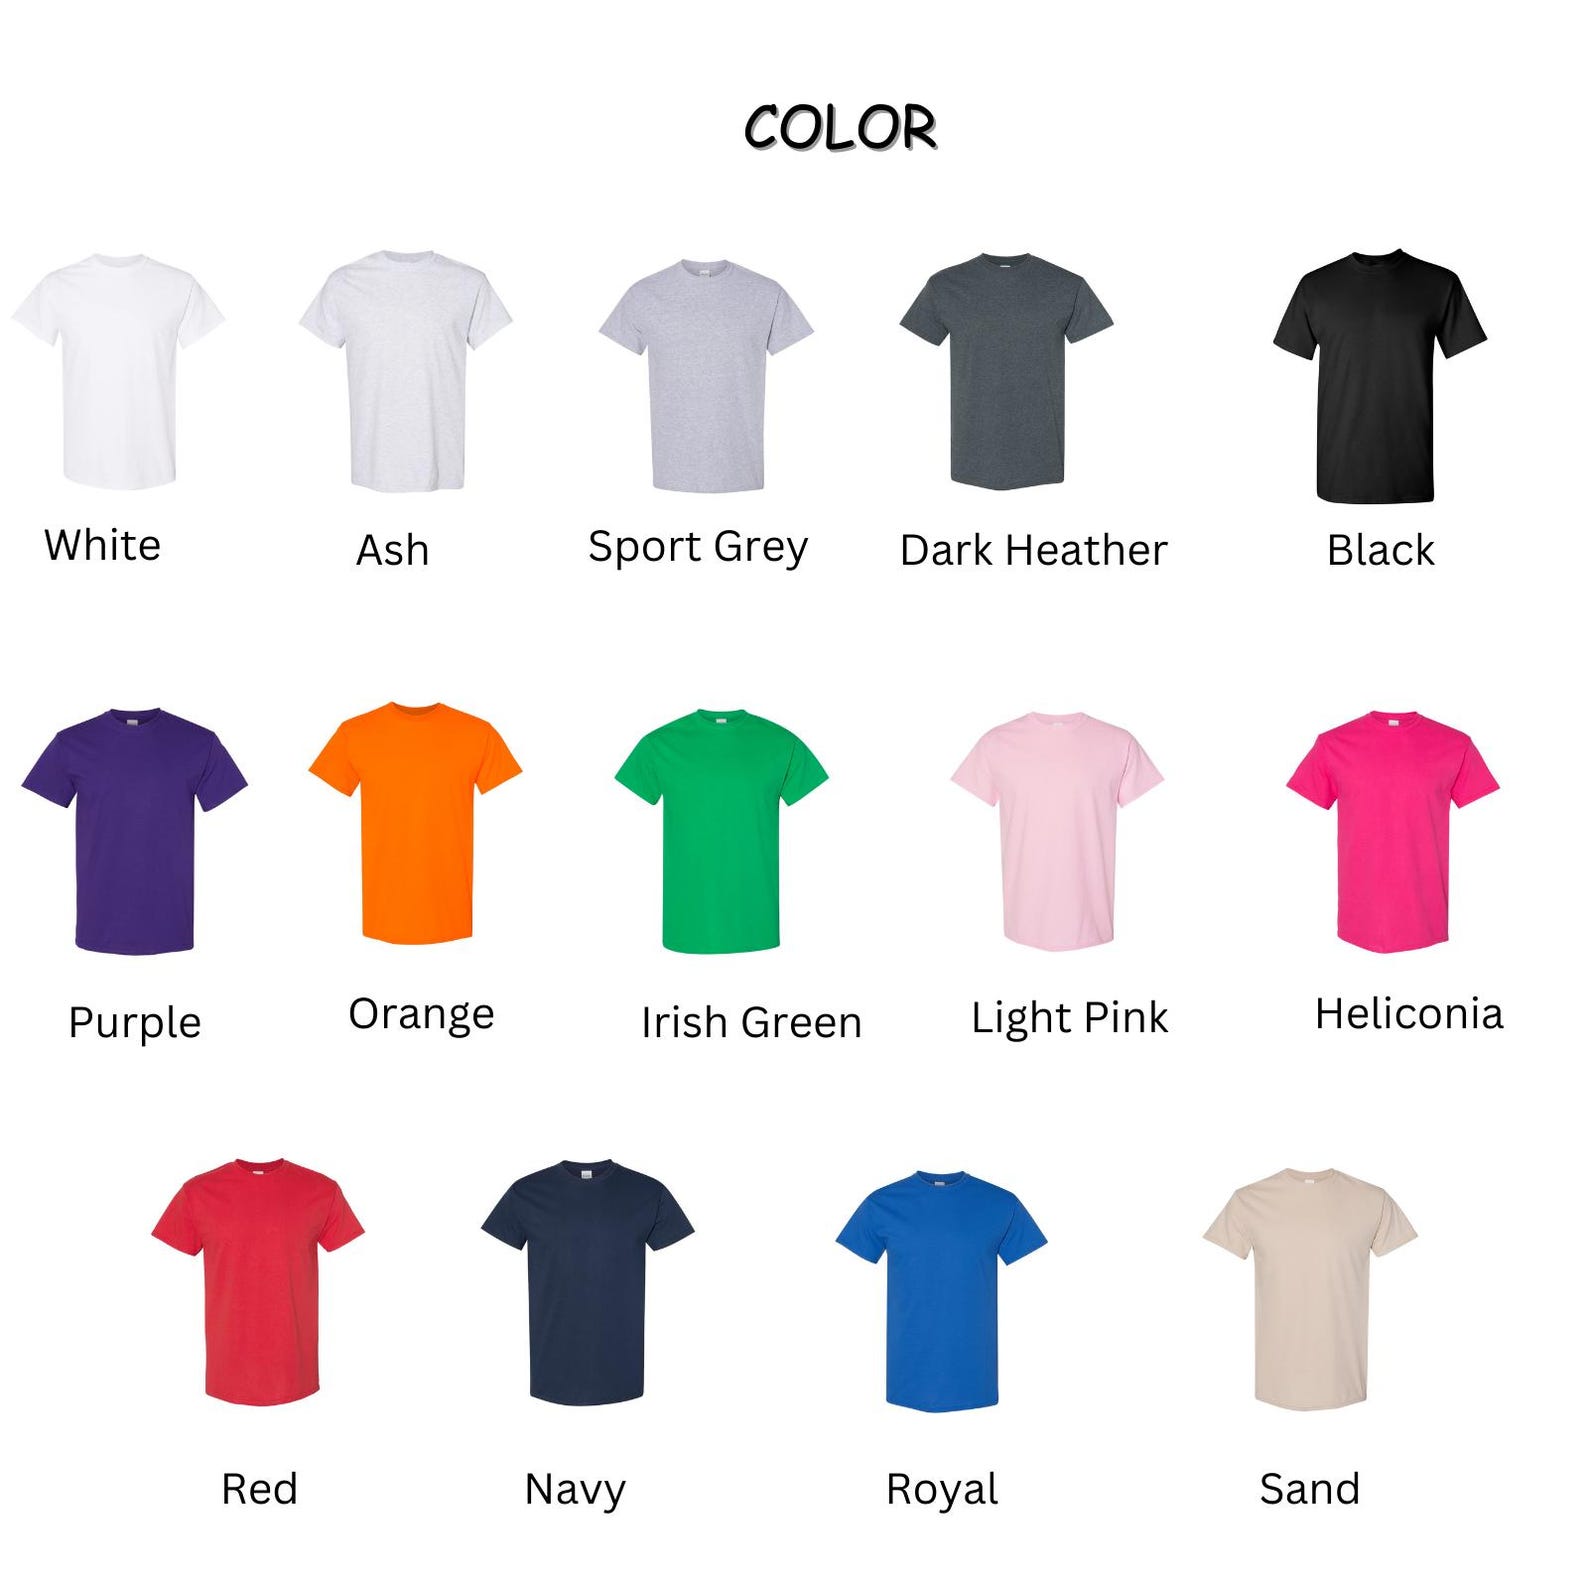 COLOR
White
Ash
Sport Grey
Dark Heather
Black
Purple
Orange
Irish Green
Light Pink
Heliconia
Red
Navy
Royal
Sand